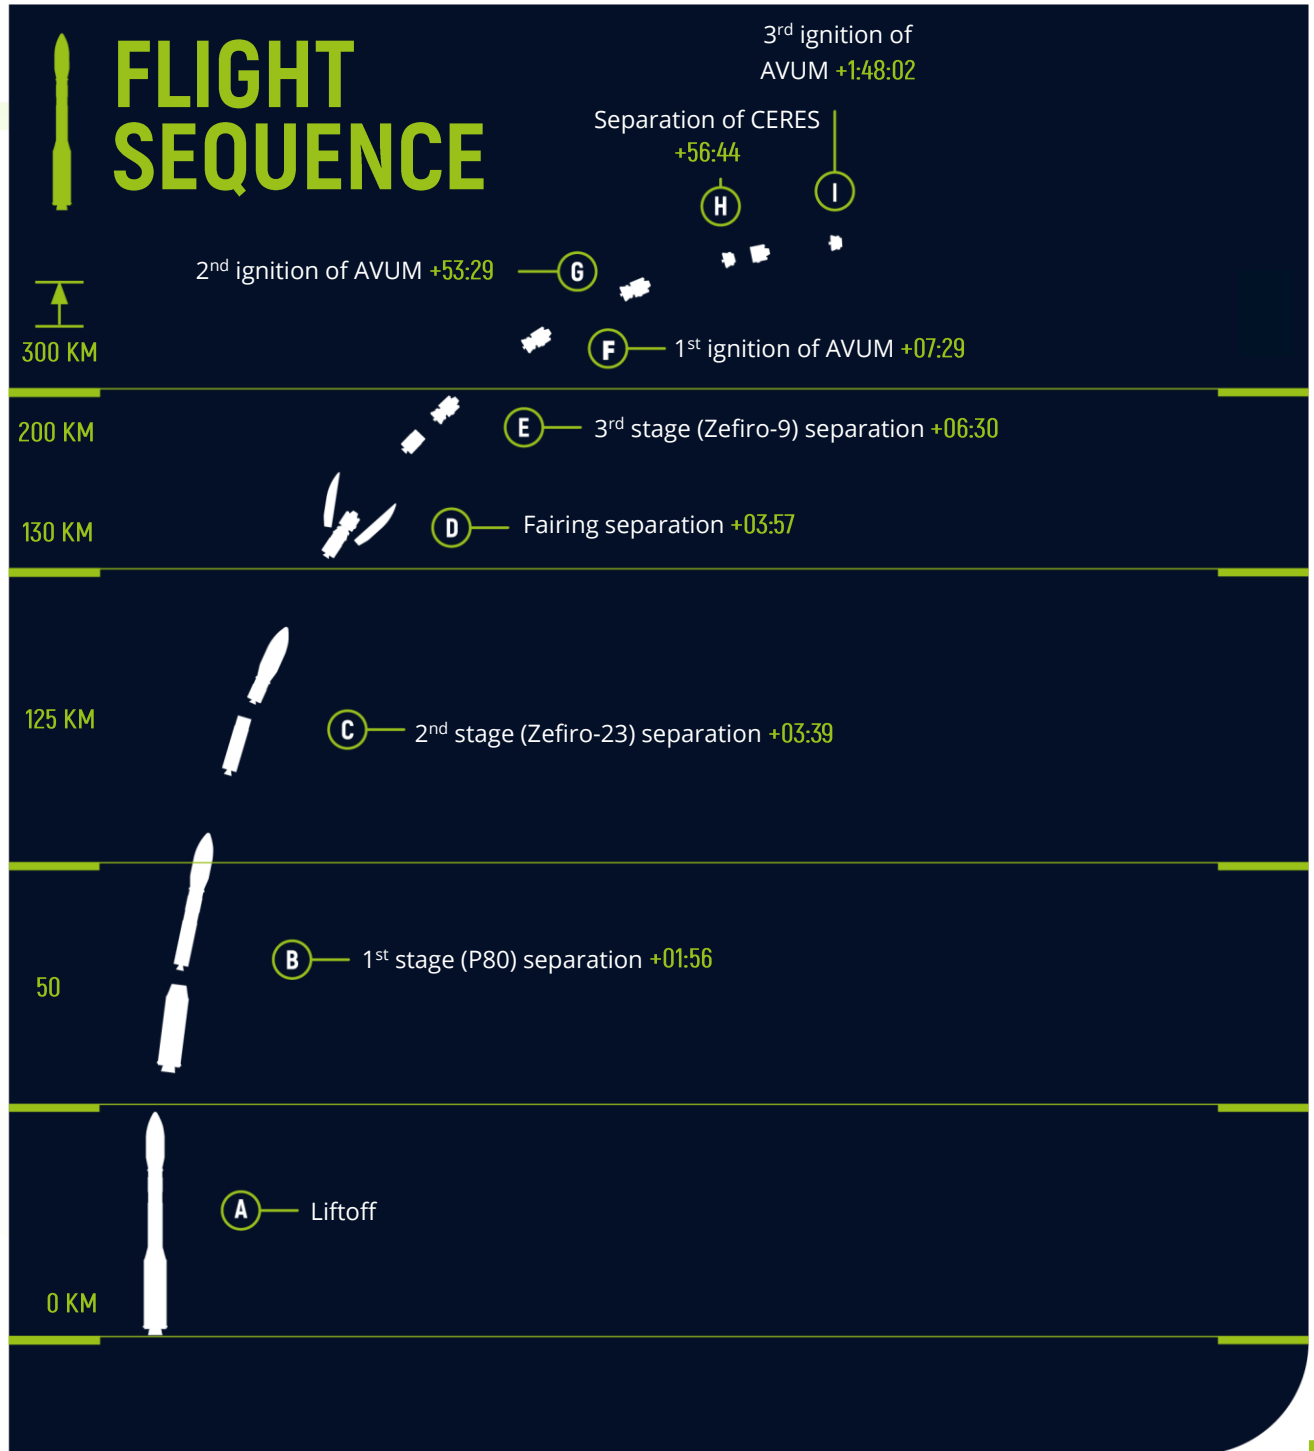 FLIGHT
SEQUENCE
3rd ignition of
AVUM +1:48:02
Separation of CERES
+56:44
H
I
2nd ignition of AVUM +53:29
G
300 KM
F
1st ignition of AVUM +07:29
200 KM
E
3rd stage (Zefiro-9) separation +06:30
130 KM
D
Fairing separation +03:57
125 KM
C
2nd stage (Zefiro-23) separation +03:39
50
B
1st stage (P80) separation +01:56
A
Liftoff
0 KM